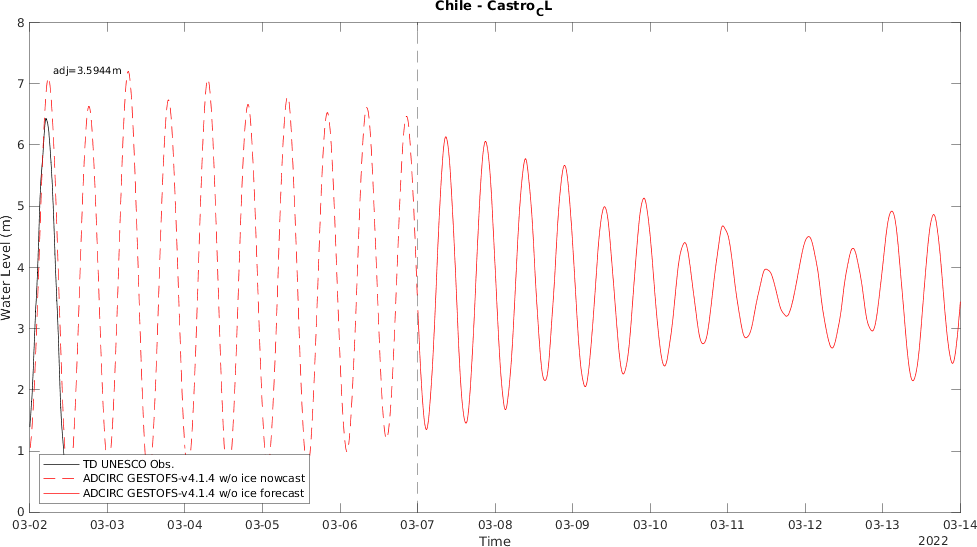 Chile - Castro_CL
8
7
6
5
4
3
2
1
0
Water Level (m)
adj=3.5944m
TD UNESCO Obs.
ADCIRC GESTOFS-v4.1.4 w/o ice nowcast
ADCIRC GESTOFS-v4.1.4 w/o ice forecast
03-02 03-03 03-04 03-05 03-06 03-07 03-08 03-09 03-10 03-11 03-12 03-13 03-14
Time
2022